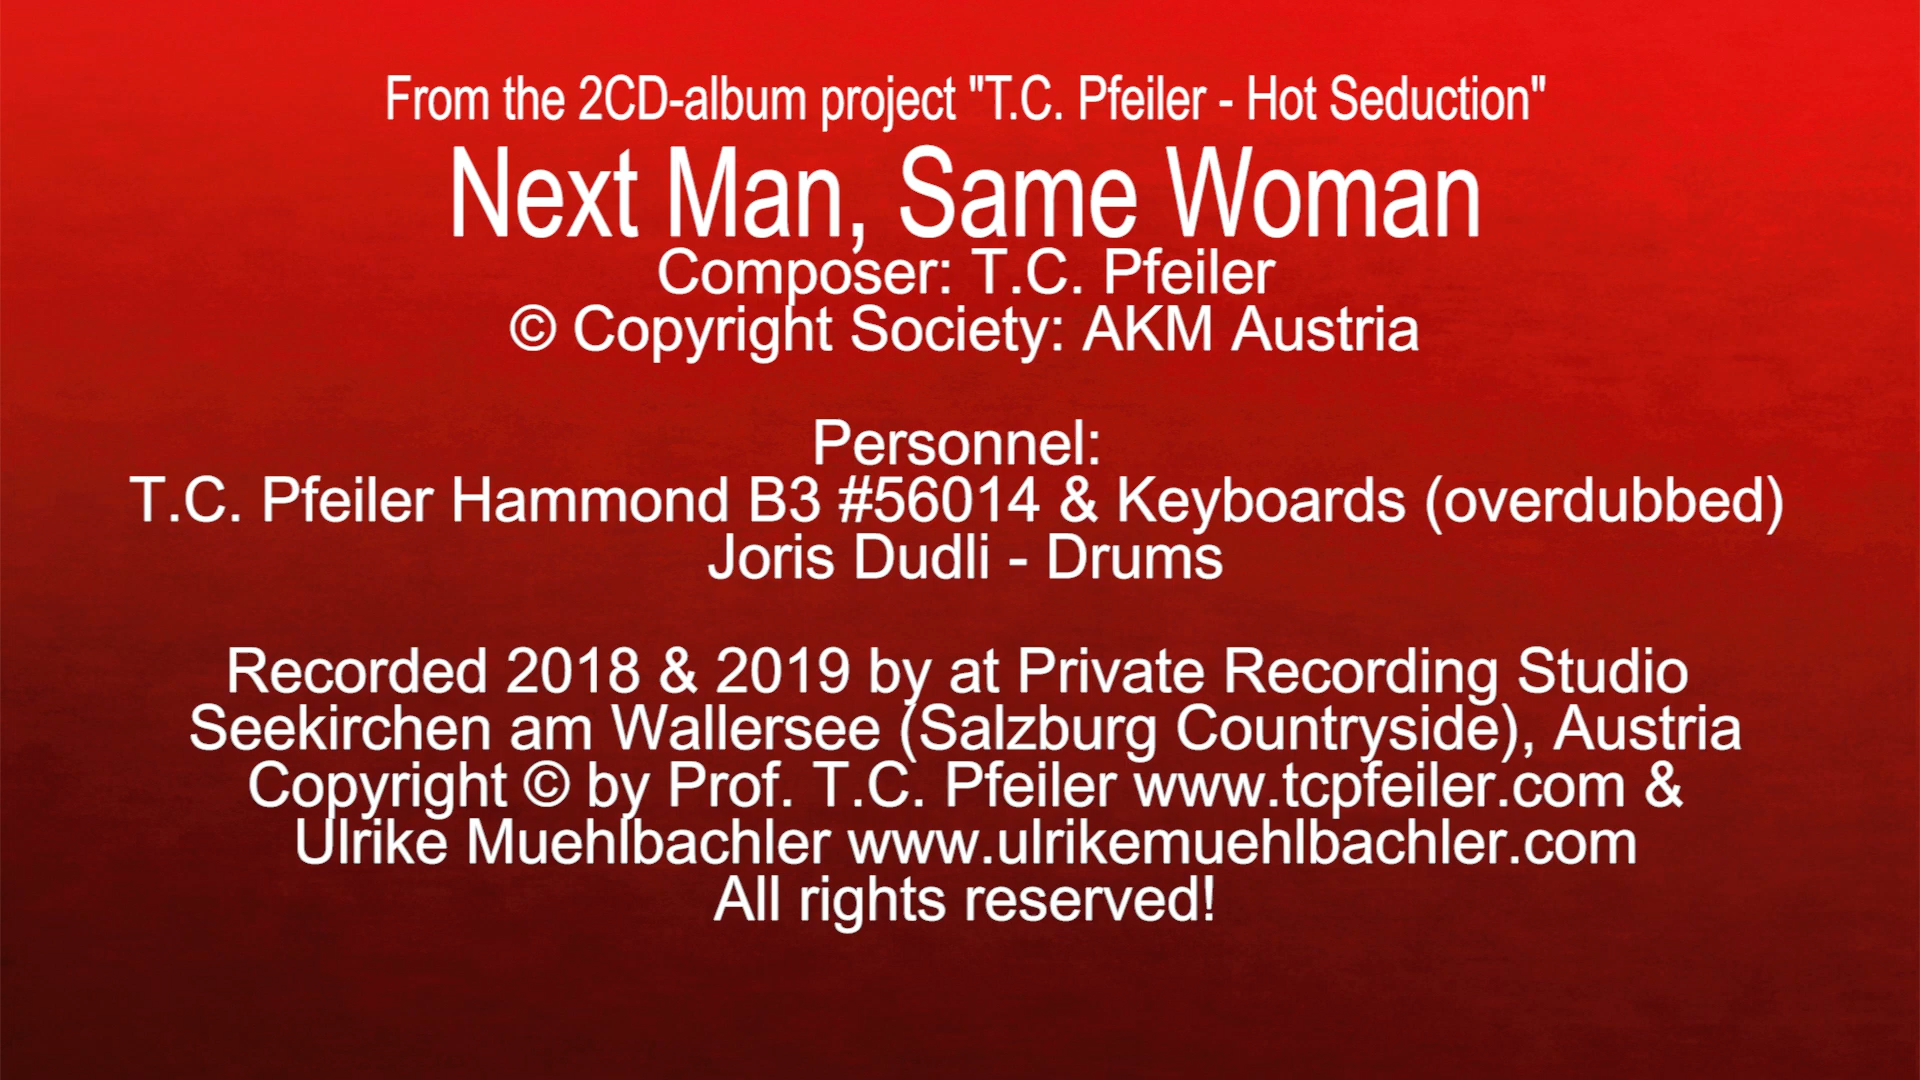 From the 2CD-album project "T.C. Pfeiler - Hot Seduction"
Next Man, Same Woman
Composer: T.C. Pfeiler
© Copyright Society: AKM Austria
Personnel:
T.C. Pfeiler Hammond B3 #56014 & Keyboards (overdubbed)
Joris Dudli - Drums
Recorded 2018 & 2019 by at Private Recording Studio
Seekirchen am Wallersee (Salzburg Countryside), Austria
Copyright © by Prof. T.C. Pfeiler www.tcpfeiler.com &
Ulrike Muehlbachler www.ulrikemuehlbachler.com
All rights reserved!